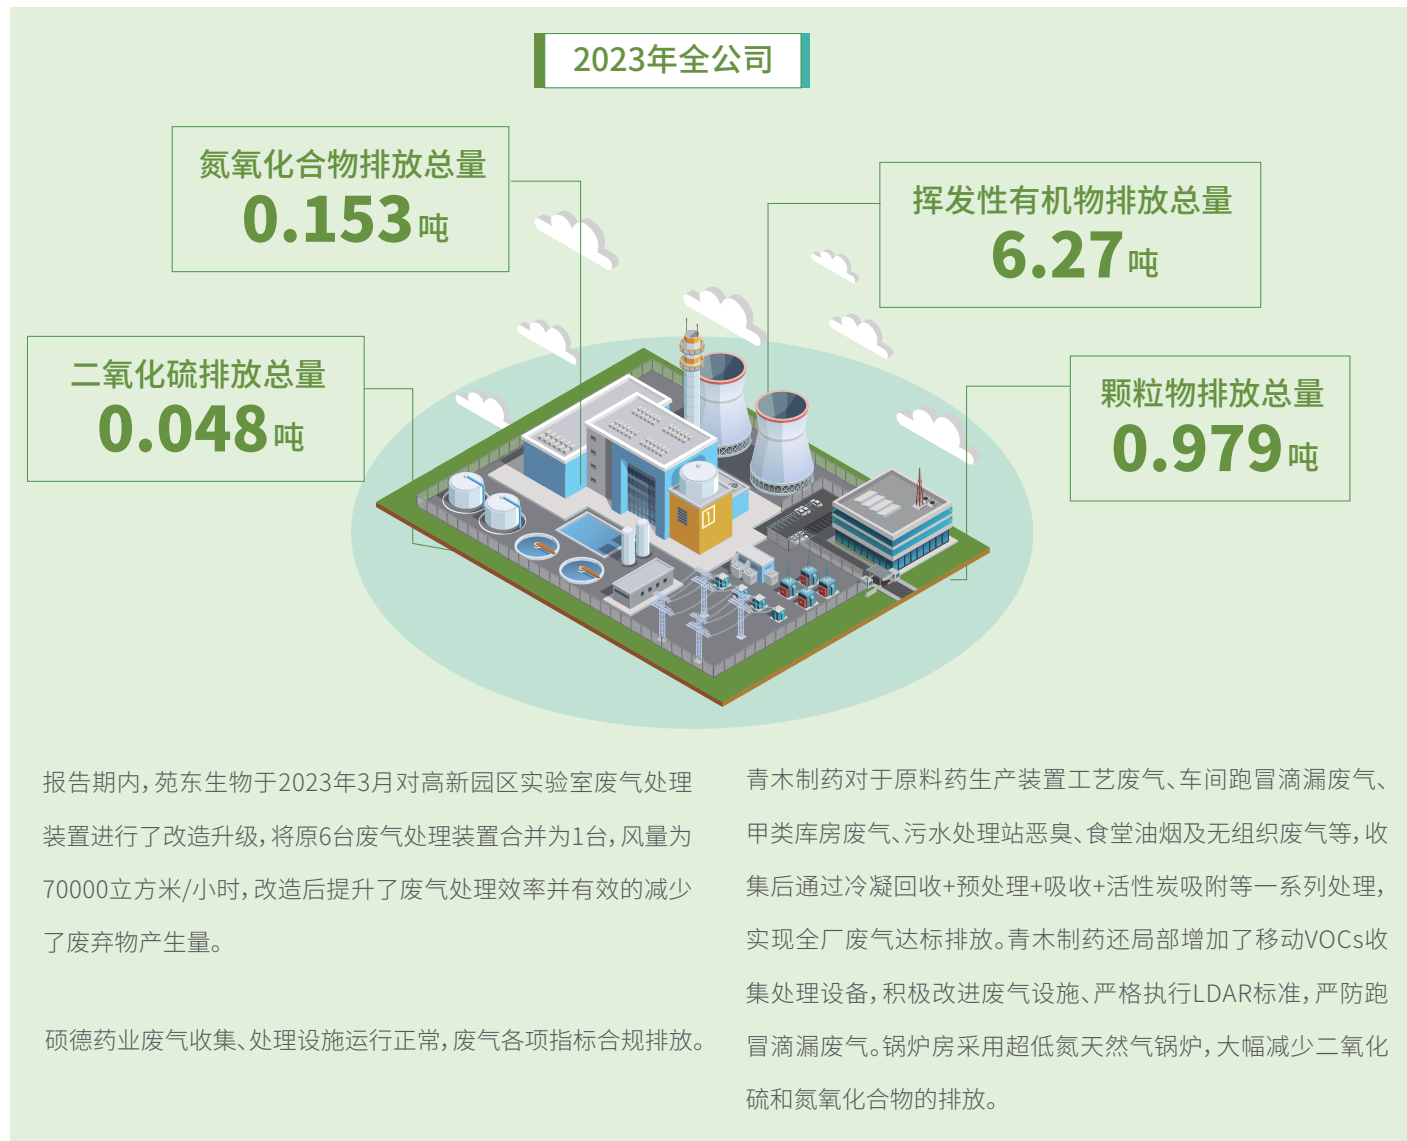 2023年全公司
氮氧化合物排放总量
0.153吨
挥发性有机物排放总量
6.27吨
二氧化硫排放总量
0.048吨
颗粒物排放总量
0.979吨
1
报告期内，苑东生物于2023年3月对高新园区实验室废气处理
装置进行了改造升级，将原6台废气处理装置合并为1台，风量为
70000立方米/小时，改造后提升了废气处理效率并有效的减少
了废弃物产生量。
硕德药业废气收集、处理设施运行正常，废气各项指标合规排放。
青木制药对于原料药生产装置工艺废气、车间跑冒滴漏废气、
甲类库房废气、污水处理站恶臭、食堂油烟及无组织废气等，收
集后通过冷凝回收+预处理+吸收+活性炭吸附等一系列处理，
实现全厂废气达标排放。青木制药还局部增加了移动VOCs收
集处理设备，积极改进废气设施、严格执行LDAR标准，严防跑
冒滴漏废气。锅炉房采用超低氮天然气锅炉，大幅减少二氧化
硫和氮氧化合物的排放。